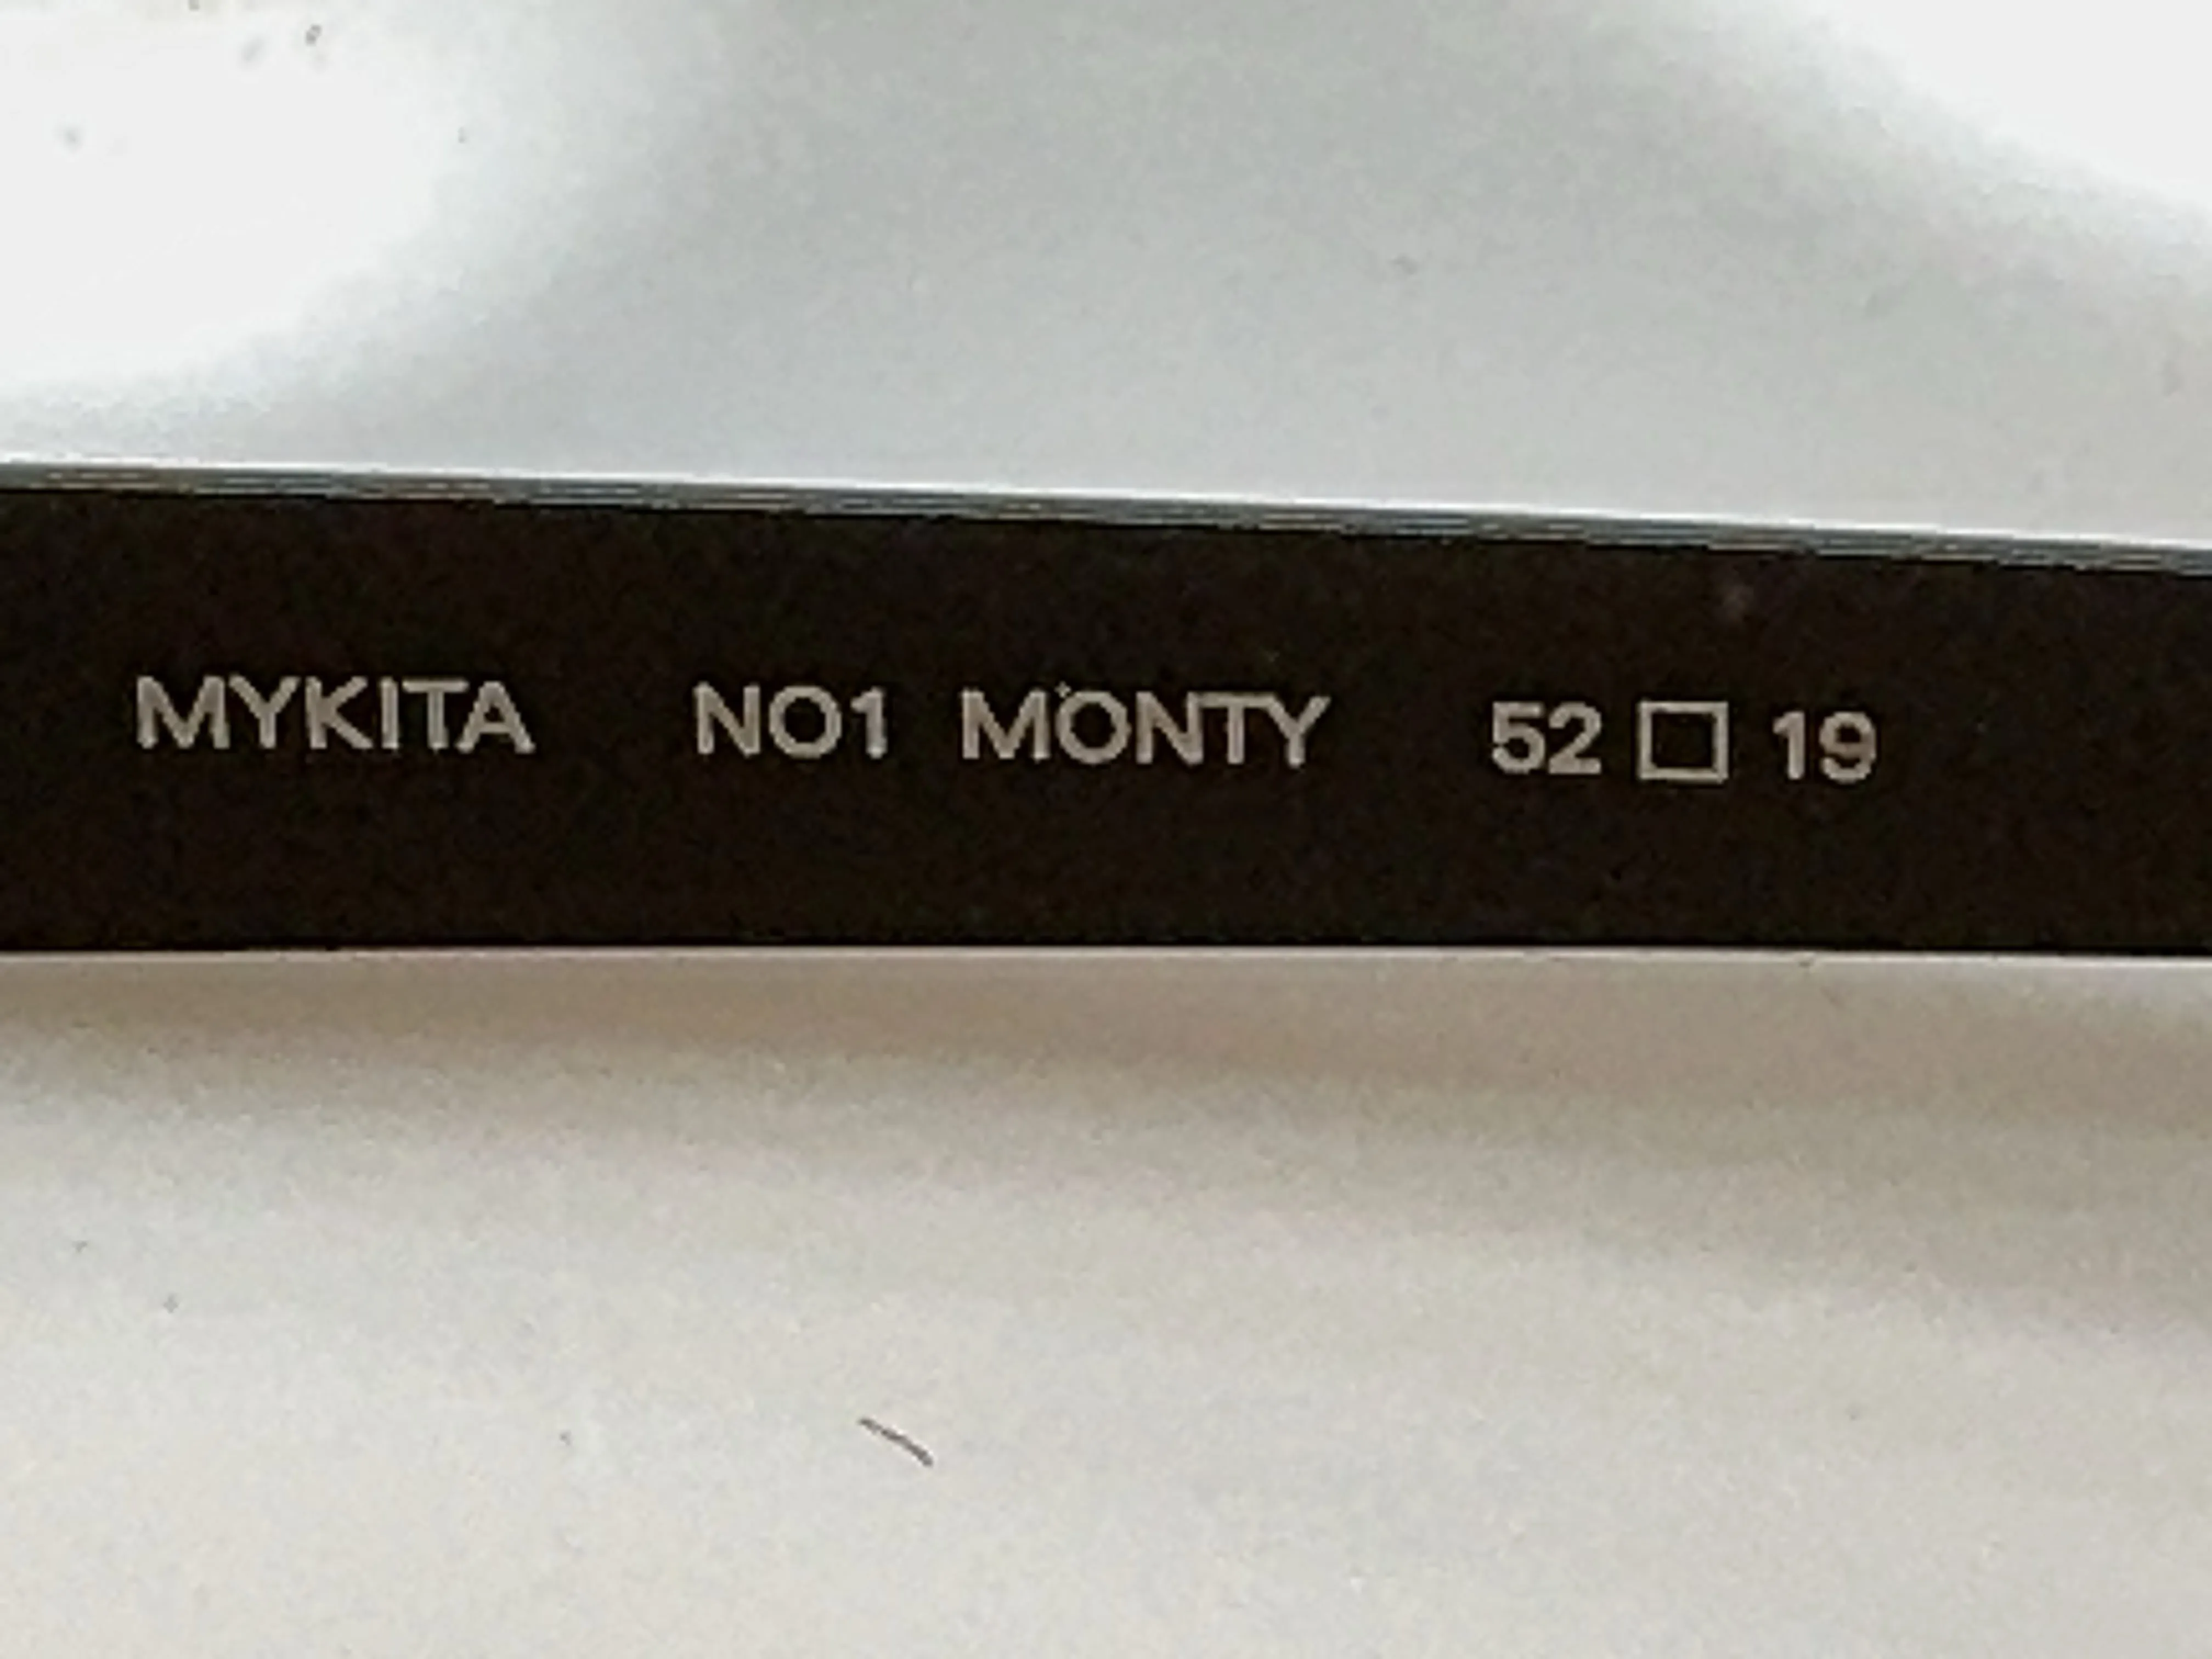 MYKITA NO1 MONTY 52 □ 19